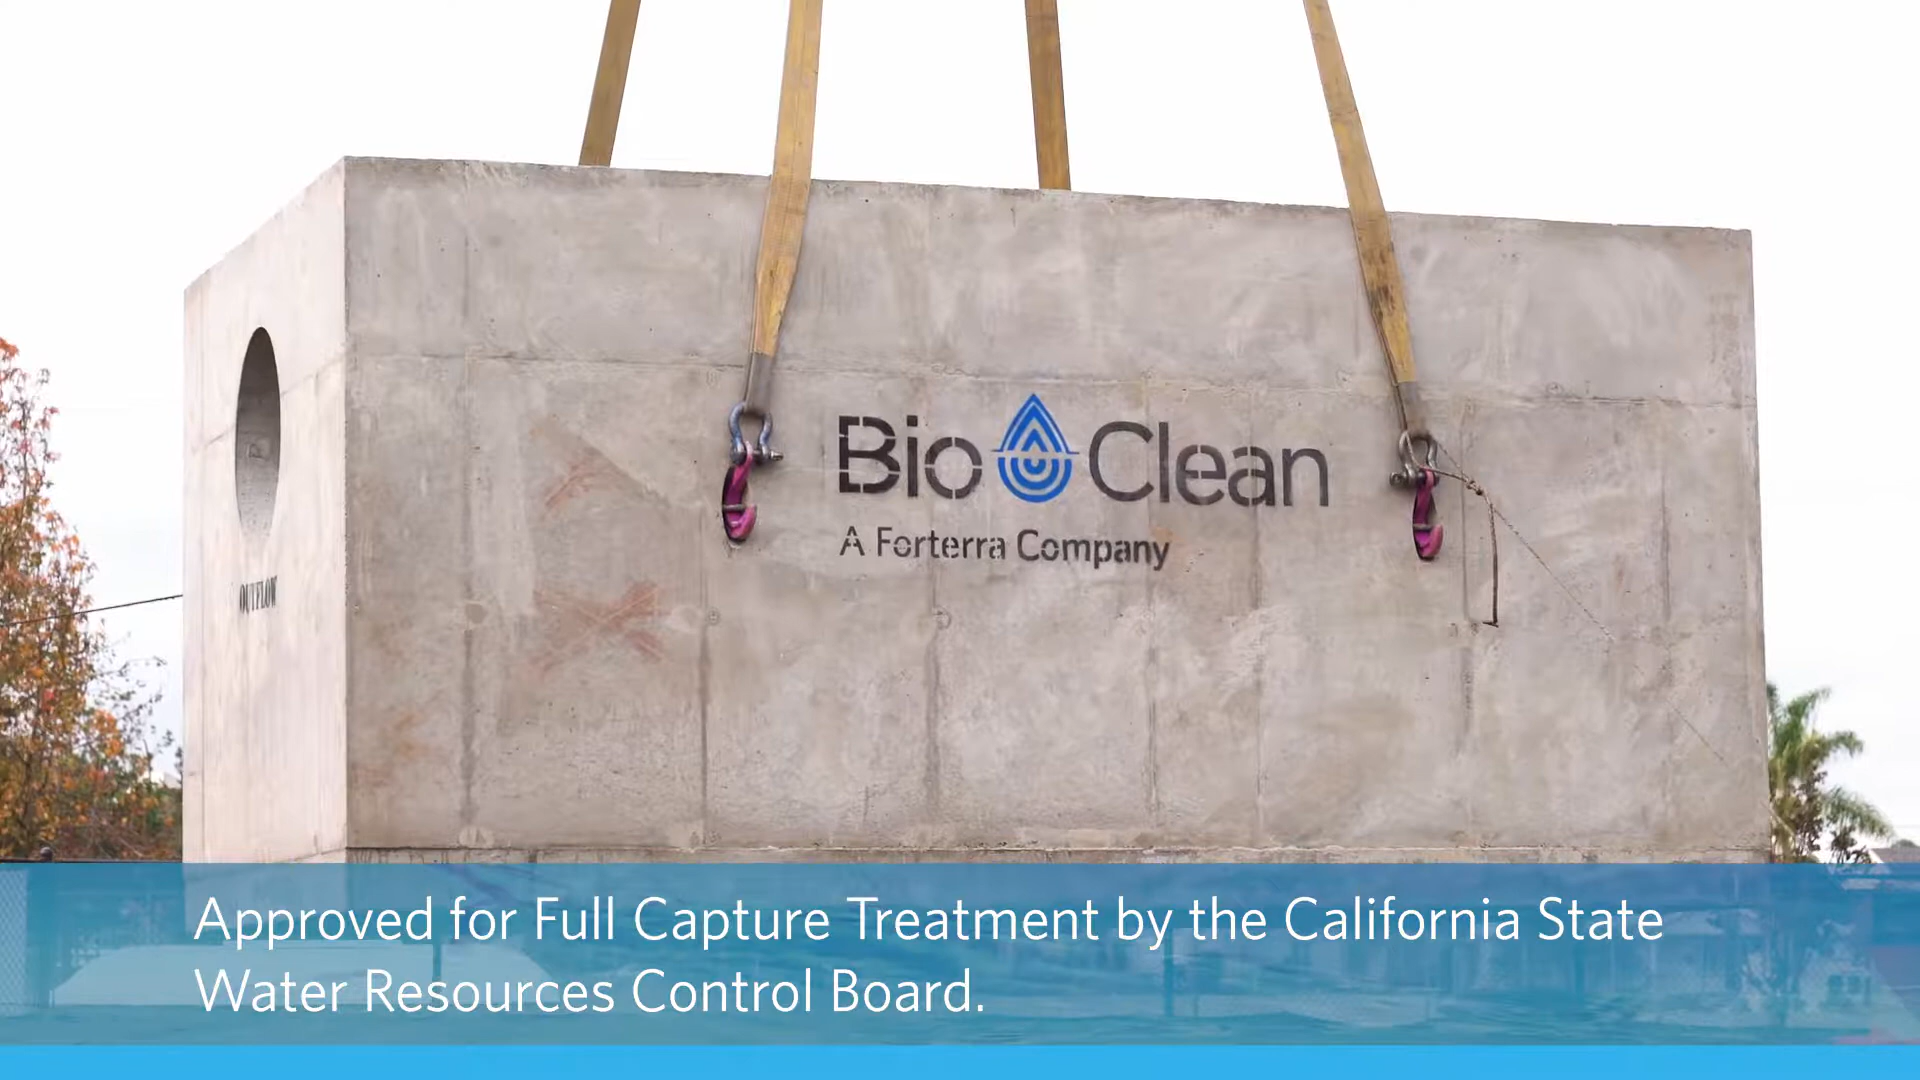 Bio Clean
A Forterra Company
OUTFLOW
Approved for Full Capture Treatment by the California State
Water Resources Control Board.